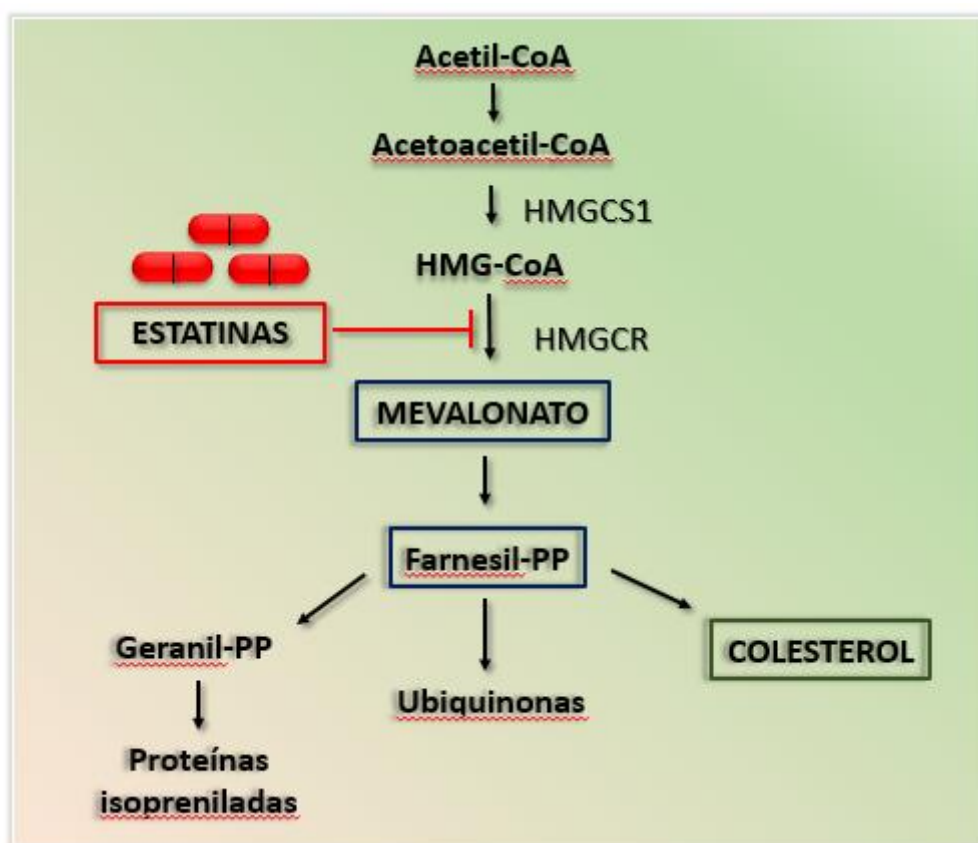 Acetil-CoA
Acetoacetil-CoA
HMGCS1
HMG-CoA
ESTATINAS
HMGCR
MEVALONATO
Farnesil-PP
Geranil-PP
COLESTEROL
Ubiquinonas
Proteínas
isopreniladas